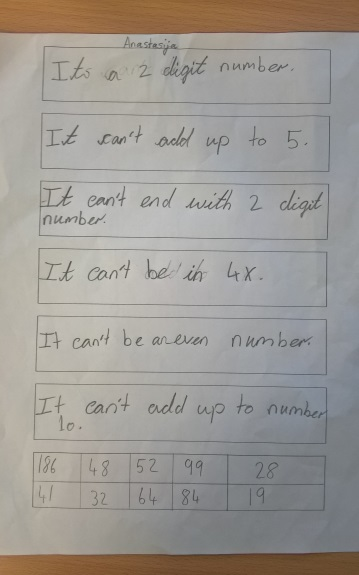 Anastasija
Its a 2 digit number.
It can't add up to 5.
It can't end with 2 digit
number.
It can't be in 4x.
It can't be an even number.
It can't add up to number
10.
186 48 52 99 28
41 32 64 84 19